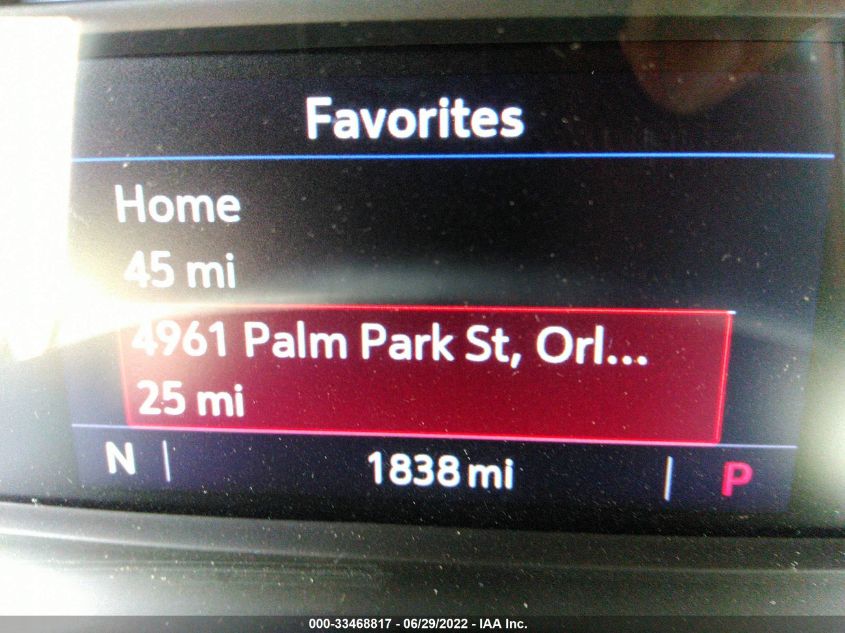 Favorites
Home
45 mi
4961 Palm Park St, Orl...
25 mi
N | 1838 mi | P
000-33468817 - 06/29/2022 - IAA Inc.